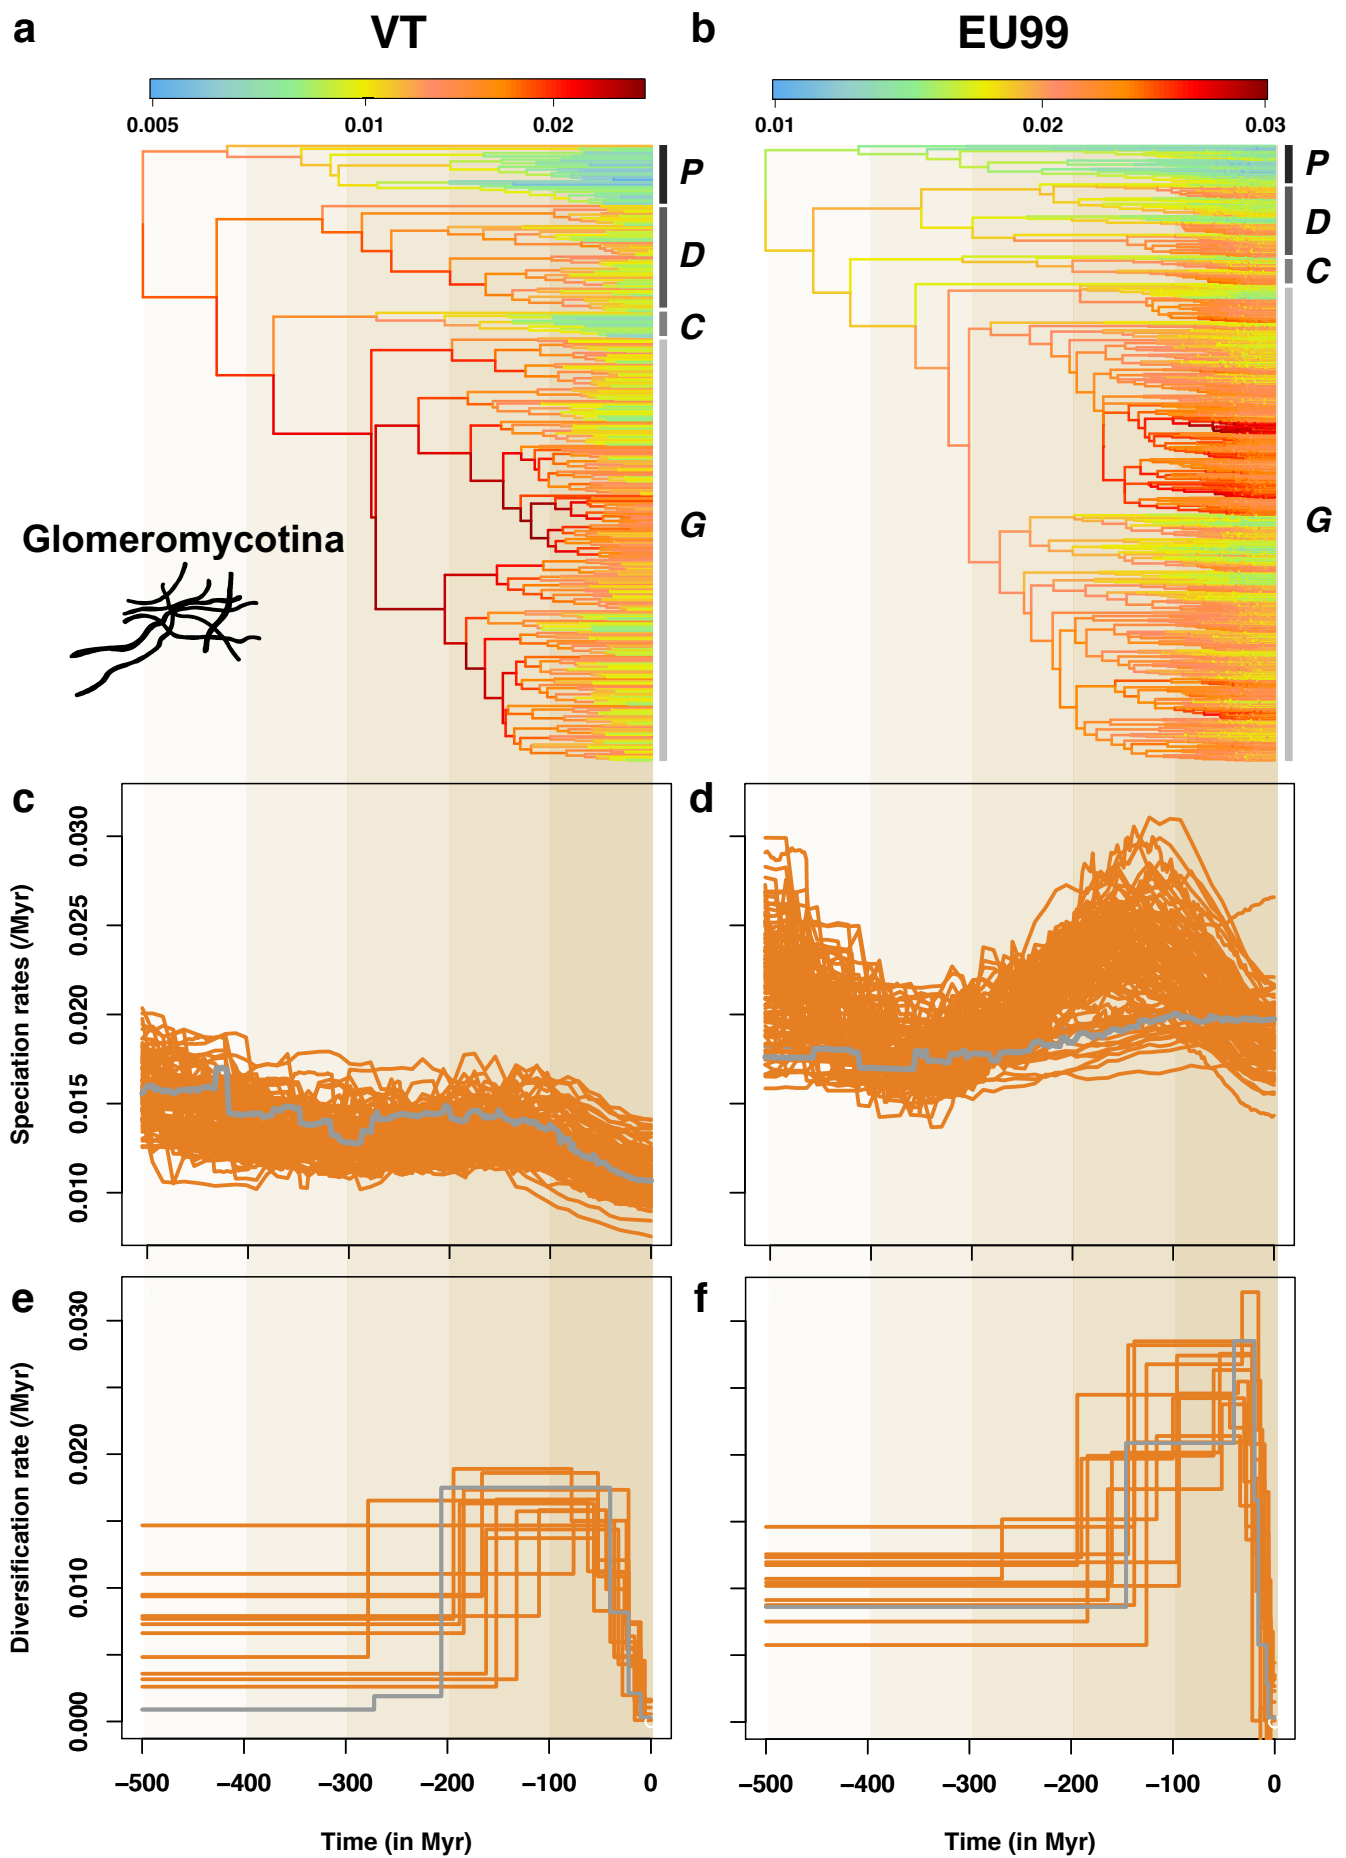 a VT b EU99
0.005 0.01 0.02 0.01 0.02 0.03
P P
D D
C C
G G
Glomeromycotina
c d
Speciation rates (/Myr)
0.030
0.025
0.020
0.015
0.010
e f
Diversification rate (/Myr)
0.030
0.020
0.010
0.000
−500 −400 −300 −200 −100 0 −500 −400 −300 −200 −100 0
Time (in Myr) Time (in Myr)